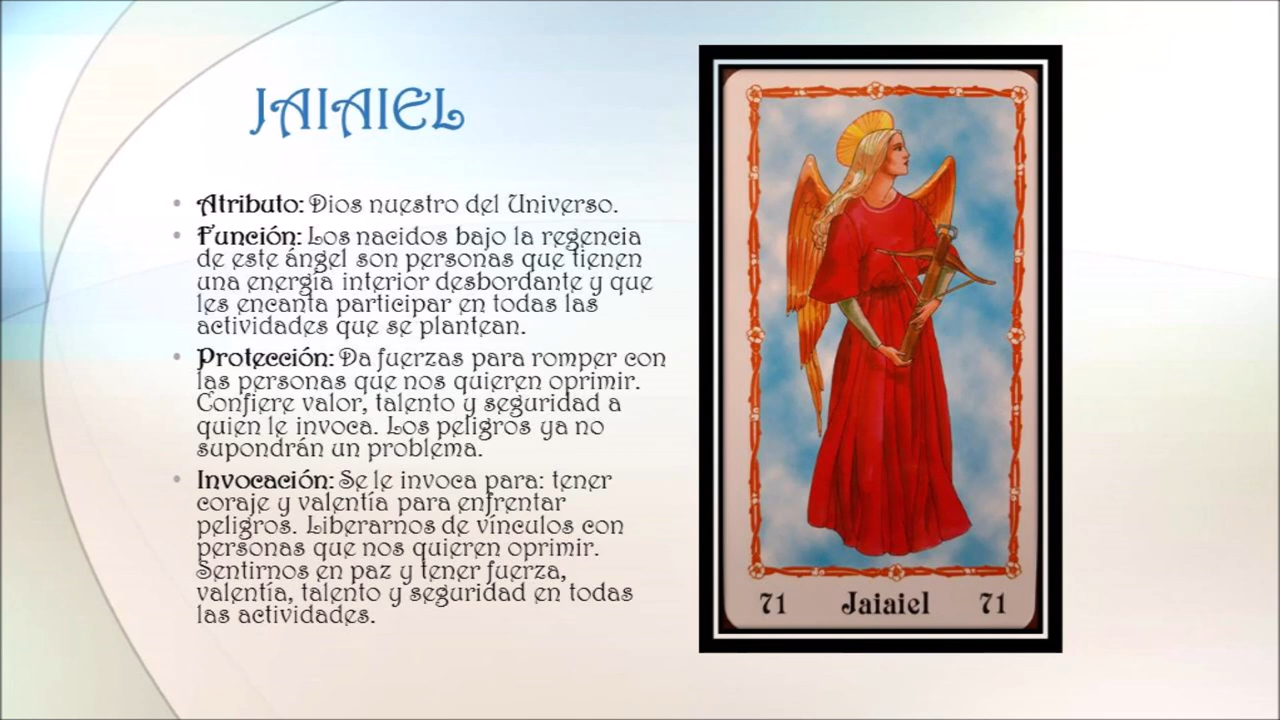 JAIAIEL
• Atributo: Dios nuestro del Universo.
• Función: Los nacidos bajo la regencia
de este ángel son personas que tienen
una energía interior desbordante y que
les encanta participar en todas las
actividades que se plantean.
• Protección: Da fuerzas para romper con
las personas que nos quieren oprimir.
Confiere valor, talento y seguridad a
quien le invoca. Los peligros ya no
supondrán un problema.
• Invocación: Se le invoca para: tener
coraje y valentía para enfrentar
peligros. Liberarnos de vínculos con
personas que nos quieren oprimir.
Sentirnos en paz y tener fuerza,
valentía, talento y seguridad en todas
las actividades.
71 Jaiaiel 71